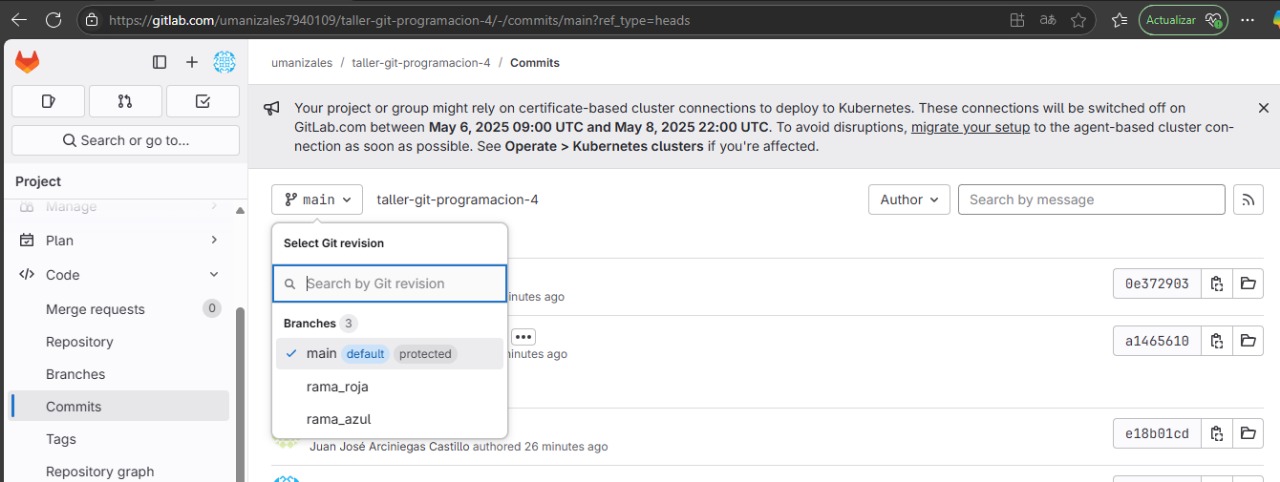 https://gitlab.com/umanizales7940109/taller-git-programacion-4/-/commits/main?ref_type=heads
aあ
Actualizar
umanizales / taller-git-programacion-4 / Commits
Your project or group might rely on certificate-based cluster connections to deploy to Kubernetes. These connections will be switched off on
GitLab.com between May 6, 2025 09:00 UTC and May 8, 2025 22:00 UTC. To avoid disruptions, migrate your setup to the agent-based cluster con-
nection as soon as possible. See Operate > Kubernetes clusters if you're affected.
Search or go to...
Project
Manage
Plan
Code
Merge requests 0
Repository
Branches
Commits
Tags
Repository graph
main taller-git-programacion-4
Author
Search by message
Select Git revision
Search by Git revision
Branches 3
main default protected
rama_roja
rama_azul
inutes ago
0e372903
inutes ago
a1465610
Juan José Arciniegas Castillo authored 26 minutes ago
e18b01cd